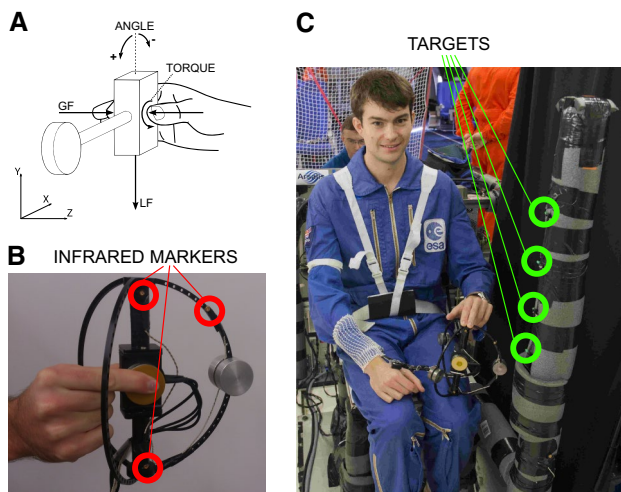 A
ANGLE
+
-
TORQUE
GF
LF
Y
X
Z
B
INFRARED MARKERS
C
TARGETS
esa